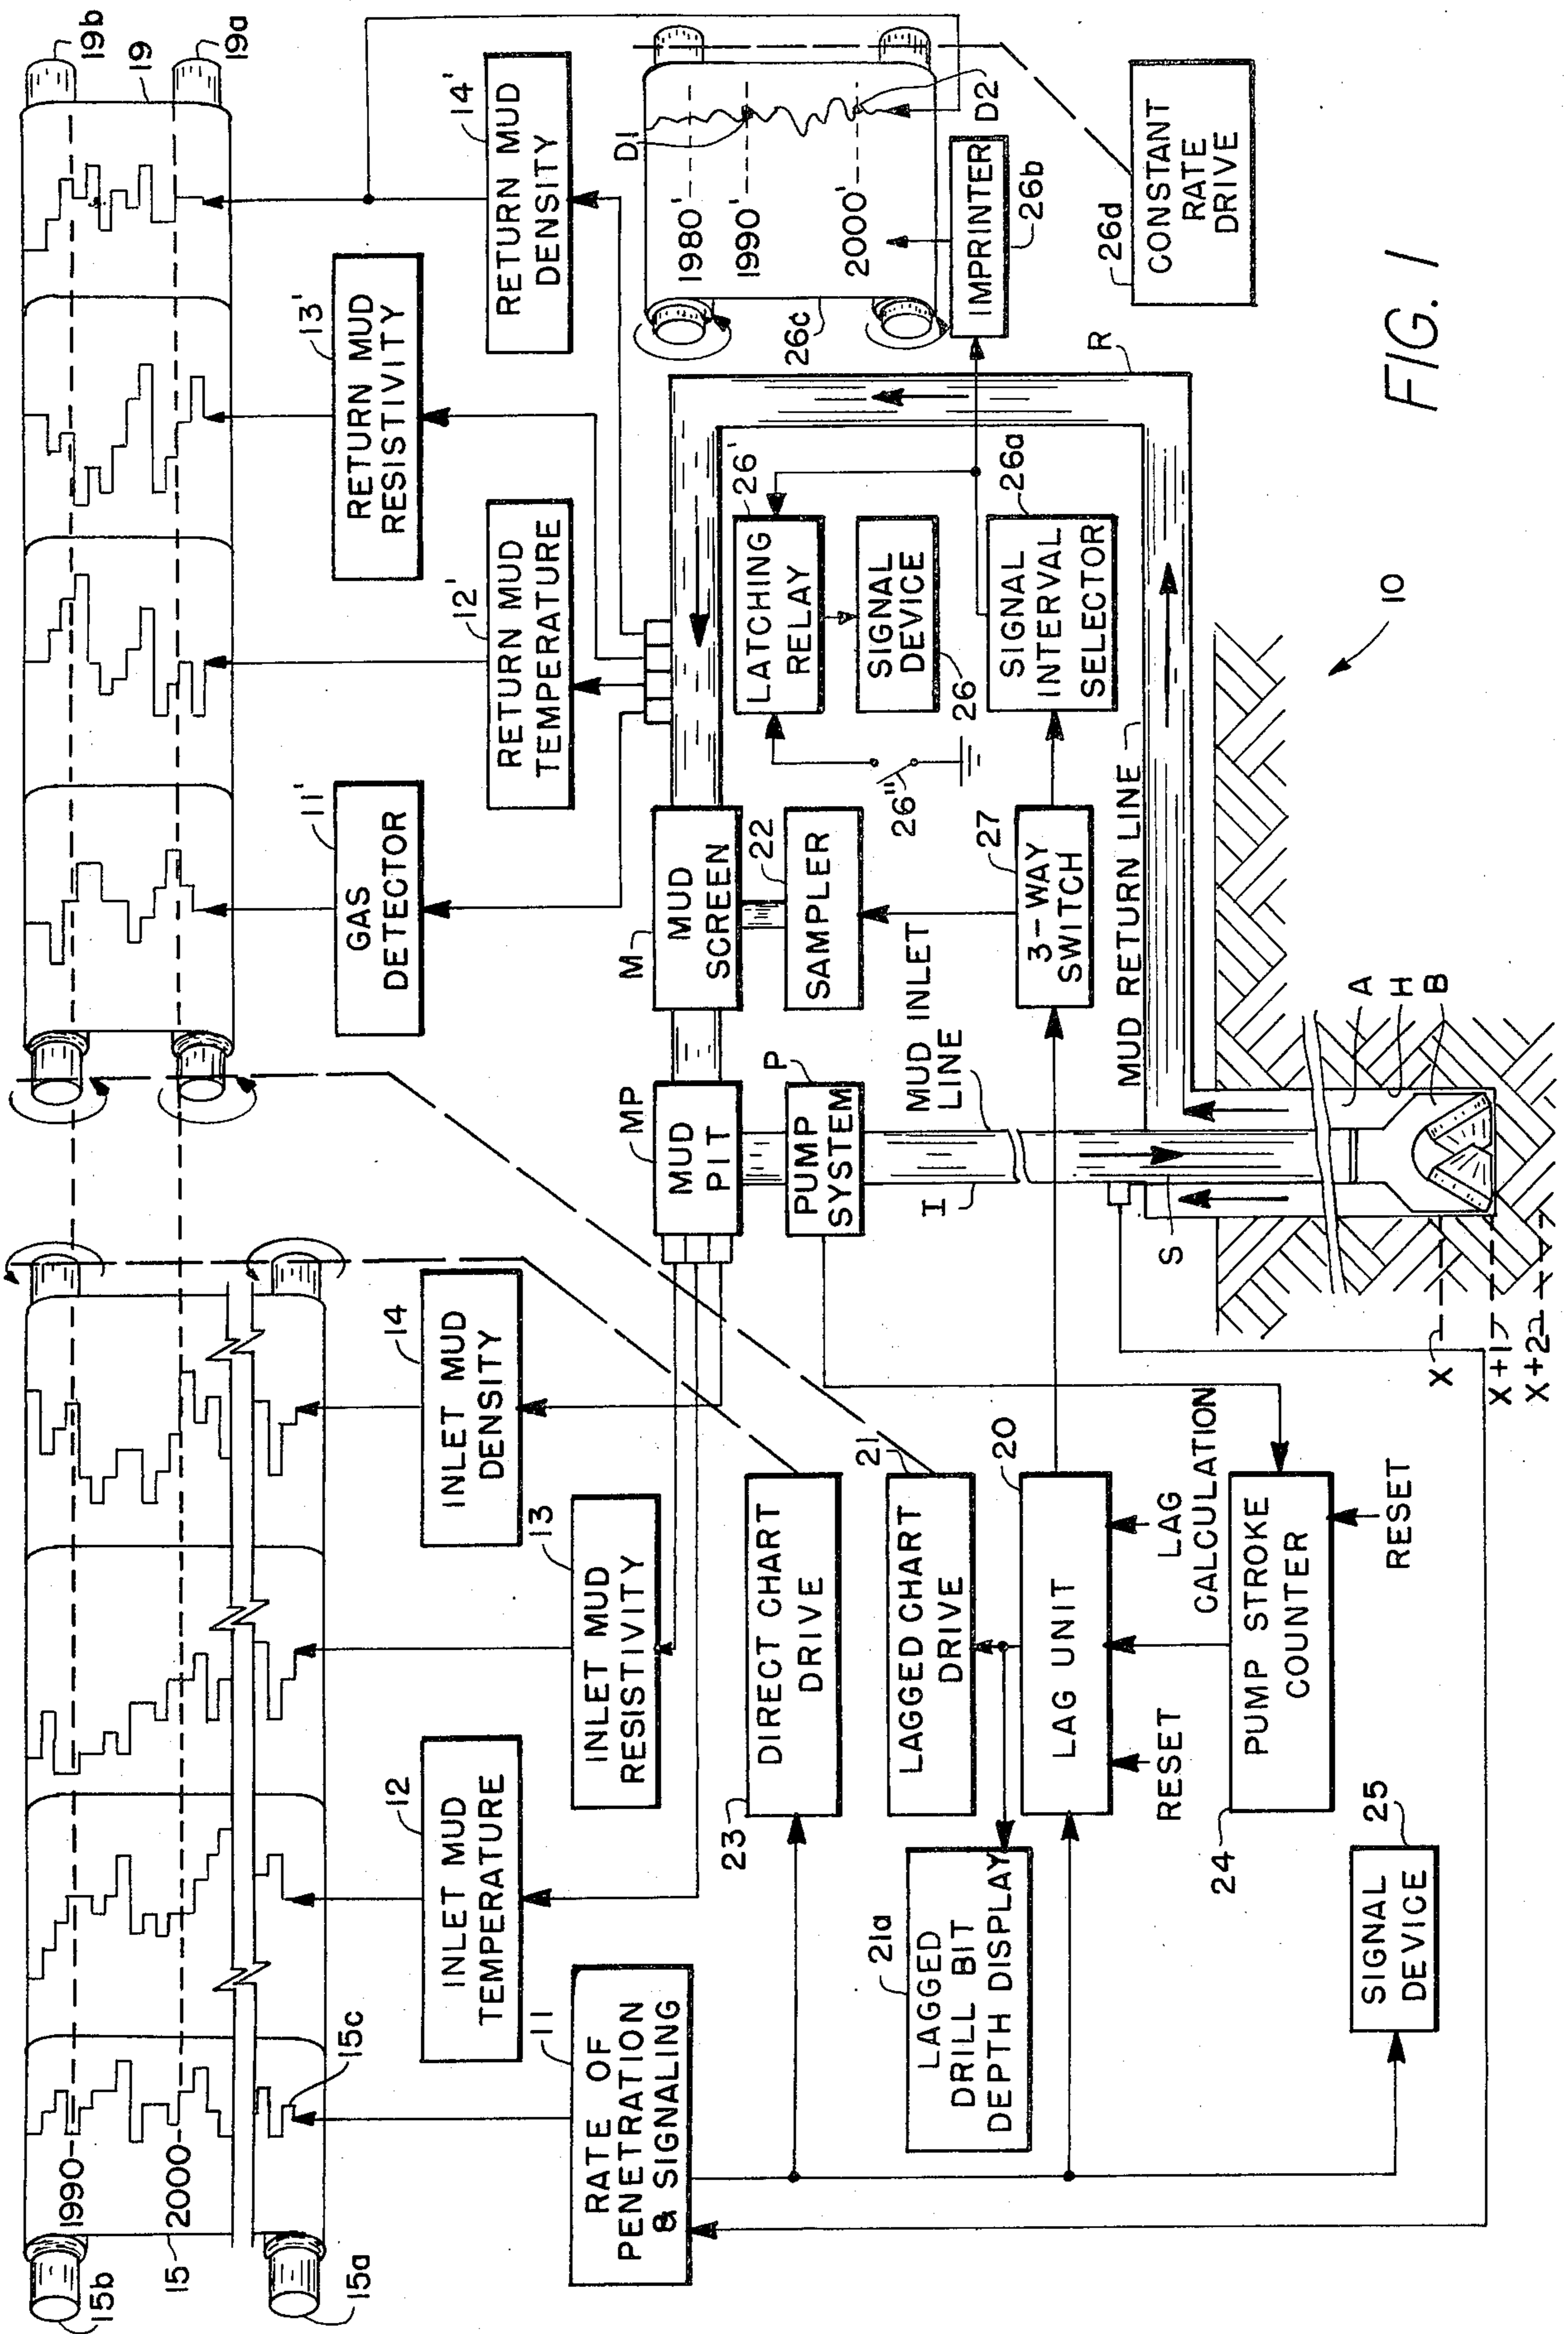 19b
19
19a
14'
RETURN MUD
DENSITY
13'
RETURN MUD
RESISTIVITY
12'
RETURN MUD
TEMPERATURE
11'
GAS
DETECTOR
D1
1980'
1990'
2000'
D2
26c
IMPRINTER
26b
26d
CONSTANT
RATE
DRIVE
R
26'
LATCHING
RELAY
SIGNAL
DEVICE
26
26a
SIGNAL
INTERVAL
SELECTOR
26"
M
MUD
SCREEN
22
SAMPLER
27
3-WAY
SWITCH
MUD RETURN LINE
MP
MUD
PIT
P
PUMP
SYSTEM
MUD INLET
LINE
I
S
A
H
B
X
X+1
X+2
10
FIG. 1
1990
2000
15b
15
15a
15c
14
INLET MUD
DENSITY
13
INLET MUD
RESISTIVITY
12
INLET MUD
TEMPERATURE
11
RATE OF
PENETRATION
& SIGNALING
23
DIRECT CHART
DRIVE
21
LAGGED CHART
DRIVE
21a
LAGGED
DRILL BIT
DEPTH DISPLAY
20
LAG UNIT
LAG
CALCULATION
RESET
24
PUMP STROKE
COUNTER
RESET
25
SIGNAL
DEVICE